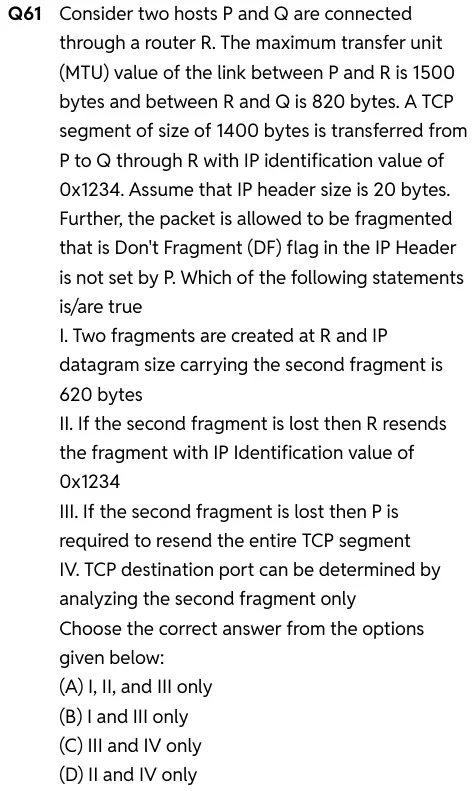 Q61 Consider two hosts P and Q are connected
through a router R. The maximum transfer unit
(MTU) value of the link between P and R is 1500
bytes and between R and Q is 820 bytes. A TCP
segment of size of 1400 bytes is transferred from
P to Q through R with IP identification value of
0x1234. Assume that IP header size is 20 bytes.
Further, the packet is allowed to be fragmented
that is Don't Fragment (DF) flag in the IP Header
is not set by P. Which of the following statements
is/are true
I. Two fragments are created at R and IP
datagram size carrying the second fragment is
620 bytes
II. If the second fragment is lost then R resends
the fragment with IP Identification value of
0x1234
III. If the second fragment is lost then P is
required to resend the entire TCP segment
IV. TCP destination port can be determined by
analyzing the second fragment only
Choose the correct answer from the options
given below:
(A) I, II, and III only
(B) I and III only
(C) III and IV only
(D) II and IV only